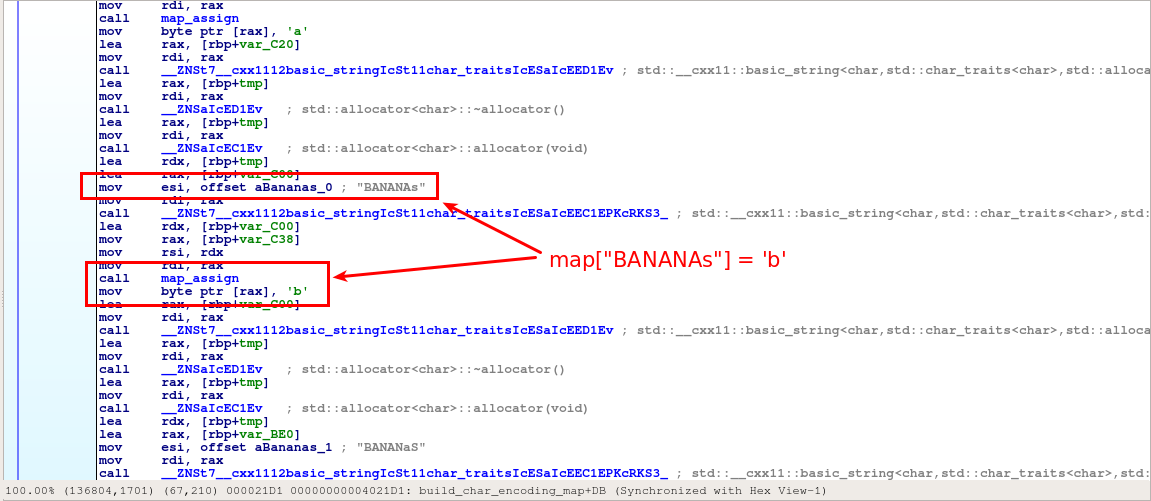 mov rdi, rax
call map_assign
mov byte ptr [rax], 'a'
lea rax, [rbp+var_C20]
mov rdi, rax
call __ZNSt7__cxx1112basic_stringIcSt11char_traitsIcESaIcEED1Ev ; std::__cxx11::basic_string<char,std::char_traits<char>,std::alloca
lea rax, [rbp+tmp]
mov rdi, rax
call __ZNSaIcED1Ev ; std::allocator<char>::~allocator()
lea rax, [rbp+tmp]
mov rdi, rax
call __ZNSaIcEC1Ev ; std::allocator<char>::allocator(void)
lea rdx, [rbp+tmp]
lea rax, [rbp+var_C00]
mov esi, offset aBananas_0 ; "BANANAs"
mov rdi, rax
call __ZNSt7__cxx1112basic_stringIcSt11char_traitsIcESaIcEEC1EPKcRKS3_ ; std::__cxx11::basic_string<char,std::char_traits<char>,std:
lea rdx, [rbp+var_C00]
mov rax, [rbp+var_C38]
mov rsi, rdx
map["BANANAs"] = 'b'
mov rdi, rax
call map_assign
mov byte ptr [rax], 'b'
lea rax, [rbp+var_C00]
mov rdi, rax
call __ZNSt7__cxx1112basic_stringIcSt11char_traitsIcESaIcEED1Ev ; std::__cxx11::basic_string<char,std::char_traits<char>,std::alloca
lea rax, [rbp+tmp]
mov rdi, rax
call __ZNSaIcED1Ev ; std::allocator<char>::~allocator()
lea rax, [rbp+tmp]
mov rdi, rax
call __ZNSaIcEC1Ev ; std::allocator<char>::allocator(void)
lea rdx, [rbp+tmp]
lea rax, [rbp+var_BE0]
mov esi, offset aBananas_1 ; "BANANaS"
mov rdi, rax
call __ZNSt7__cxx1112basic_stringIcSt11char_traitsIcESaIcEEC1EPKcRKS3_ ; std::__cxx11::basic_string<char,std::char_traits<char>,std:
100.00% (136804,1701) (67,210) 000021D1 00000000004021D1: build_char_encoding_map+DB (Synchronized with Hex View-1)